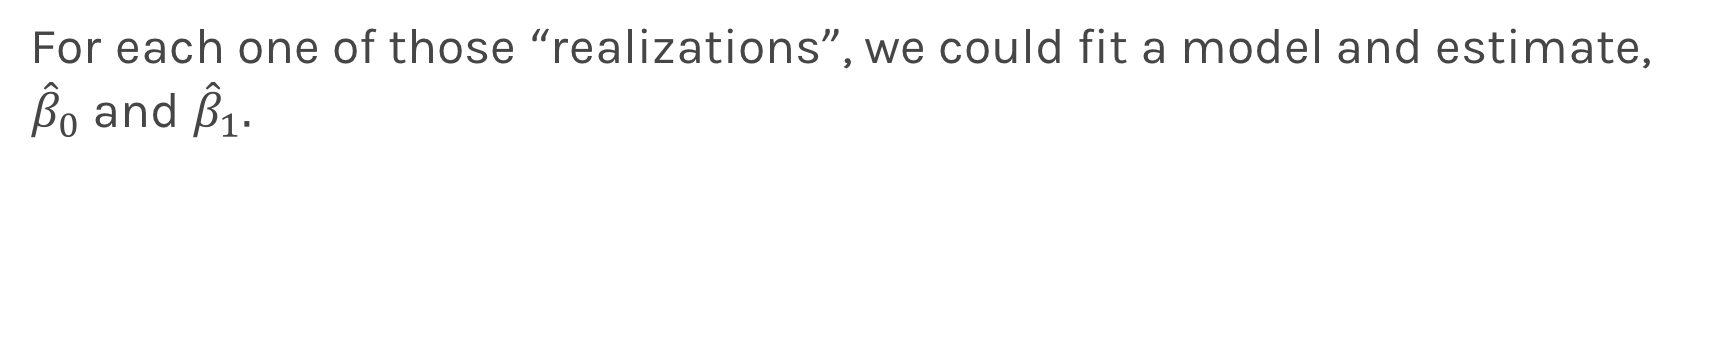 For each one of those “realizations”, we could fit a model and estimate,
β̂₀ and β̂₁.